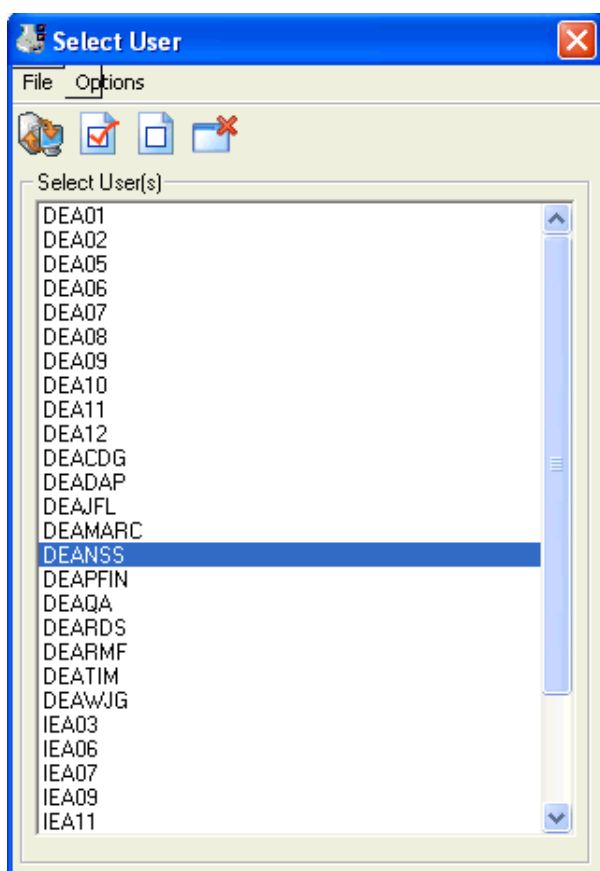 Select User
File Options
Select User(s)
DEA01
DEA02
DEA05
DEA06
DEA07
DEA08
DEA09
DEA10
DEA11
DEA12
DEACDG
DEADAP
DEAJFL
DEAMARC
DEANSS
DEAPFIN
DEAQA
DEARDS
DEARMF
DEATIM
DEAWJG
IEA03
IEA06
IEA07
IEA09
IEA11